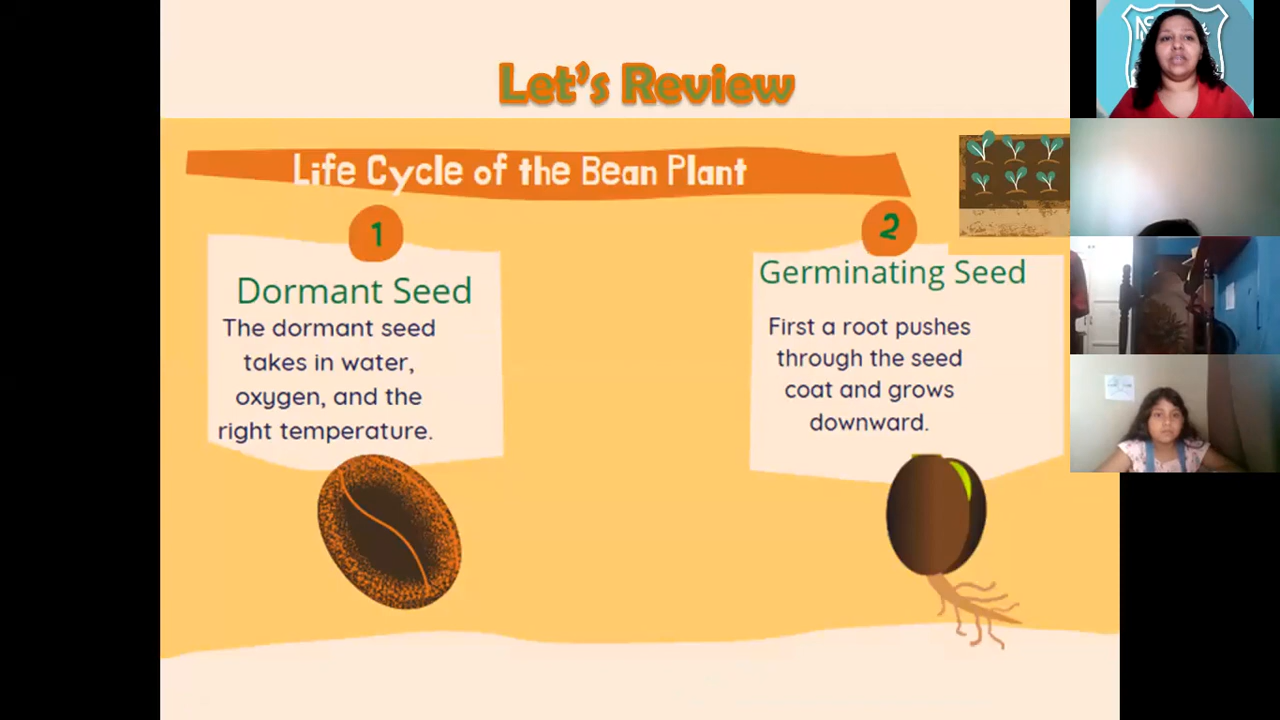 Let's Review
Life Cycle of the Bean Plant
1
Dormant Seed
The dormant seed
takes in water,
oxygen, and the
right temperature.
2
Germinating Seed
First a root pushes
through the seed
coat and grows
downward.